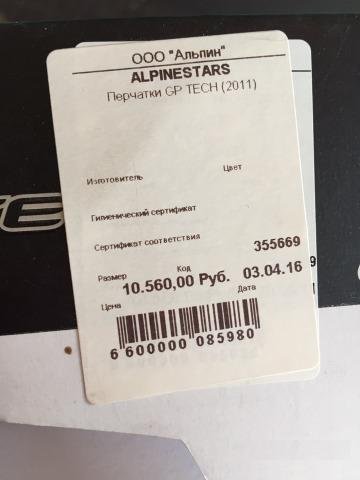 ООО "Альпин"
ALPINESTARS
Перчатки GP TECH (2011)
Изготовитель
Цвет
Гигиенический сертификат
Сертификат соответствия
355669
Размер
Код
10.560,00 Руб.
03.04.16
Цена
Дата
6 600000 085980